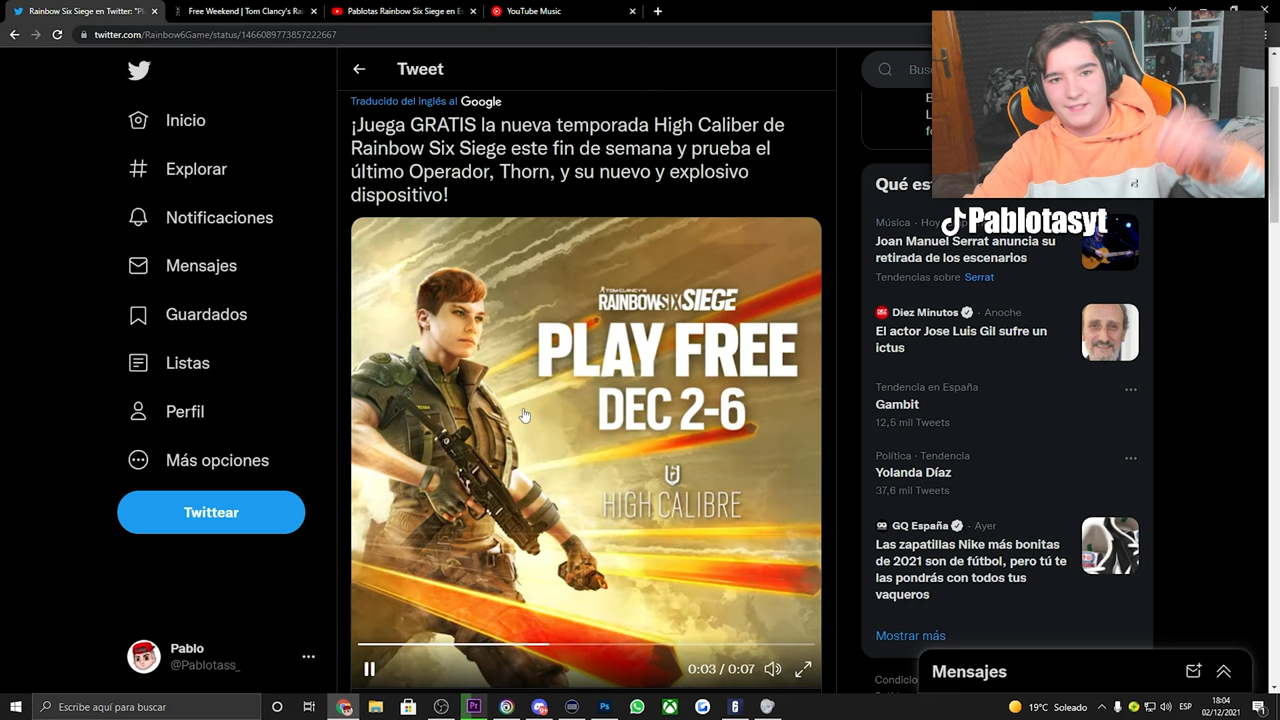 Rainbow Six Siege en Twitter: "¡
Free Weekend | Tom Clancy's Ra
Pablotas Rainbow Six Siege en E
YouTube Music
twitter.com/Rainbow6Game/status/1466089773857222667
Inicio
Explorar
Notificaciones
Mensajes
Guardados
Listas
Perfil
Más opciones
Twittear
Pablo
@Pablotass_
Tweet
Traducido del inglés al Google
¡Juega GRATIS la nueva temporada High Caliber de
Rainbow Six Siege este fin de semana y prueba el
último Operador, Thorn, y su nuevo y explosivo
dispositivo!
TOM CLANCY'S
RAINBOWSIX SIEGE
PLAY FREE
DEC 2-6
HIGH CALIBRE
0:03 / 0:07
Pablotasyt
Música
Joan Manuel Serrat anuncia su
retirada de los escenarios
Tendencias sobre Serrat
Diez Minutos · Anoche
El actor Jose Luis Gil sufre un
ictus
Tendencia en España
Gambit
12,5 mil Tweets
Política · Tendencia
Yolanda Díaz
37,6 mil Tweets
GQ España · Ayer
Las zapatillas Nike más bonitas
de 2021 son de fútbol, pero tú te
las pondrás con todos tus
vaqueros
Mostrar más
Mensajes
Escribe aquí para buscar
19°C Soleado
ESP
18:04
02/12/2021